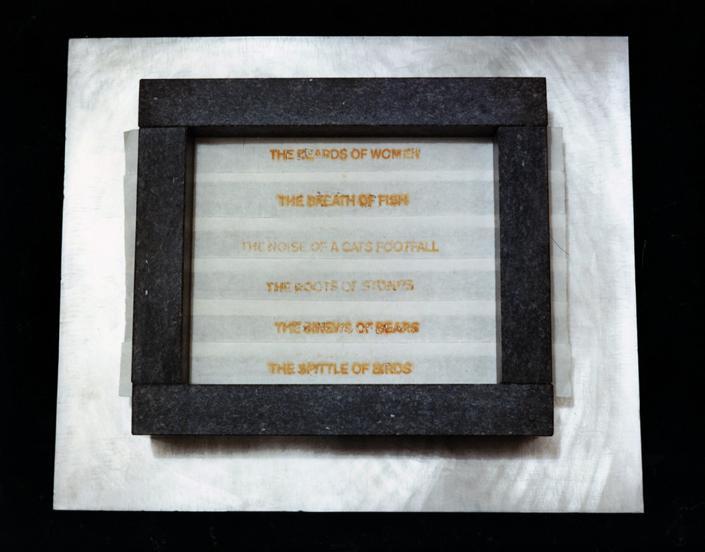 THE BEARDS OF WOMEN
THE BREATH OF FISH
THE NOISE OF A CATS FOOTFALL
THE ROOTS OF STONES
THE SINEWS OF BEARS
THE SPITTLE OF BIRDS